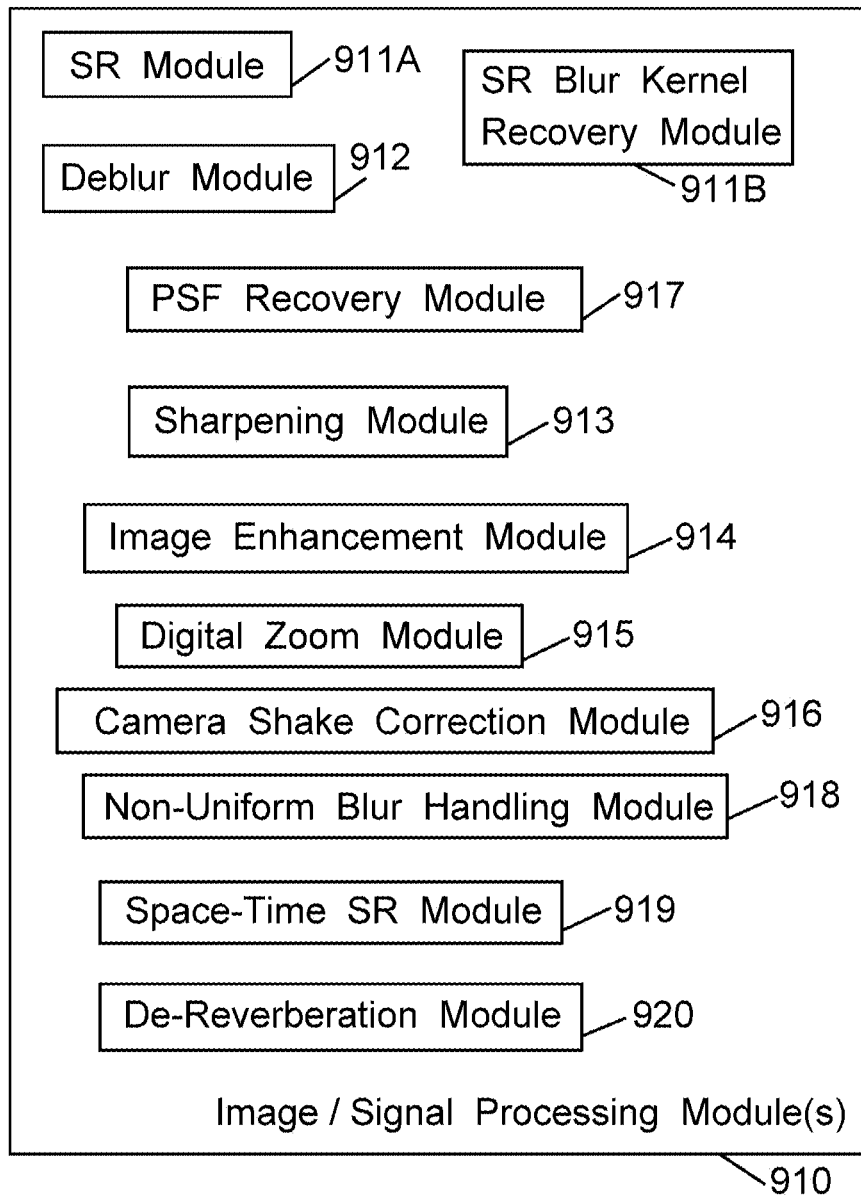 SR Module
911A
SR Blur Kernel
Recovery Module
911B
Deblur Module
912
PSF Recovery Module
917
Sharpening Module
913
Image Enhancement Module
914
Digital Zoom Module
915
Camera Shake Correction Module
916
Non-Uniform Blur Handling Module
918
Space-Time SR Module
919
De-Reverberation Module
920
Image / Signal Processing Module(s)
910